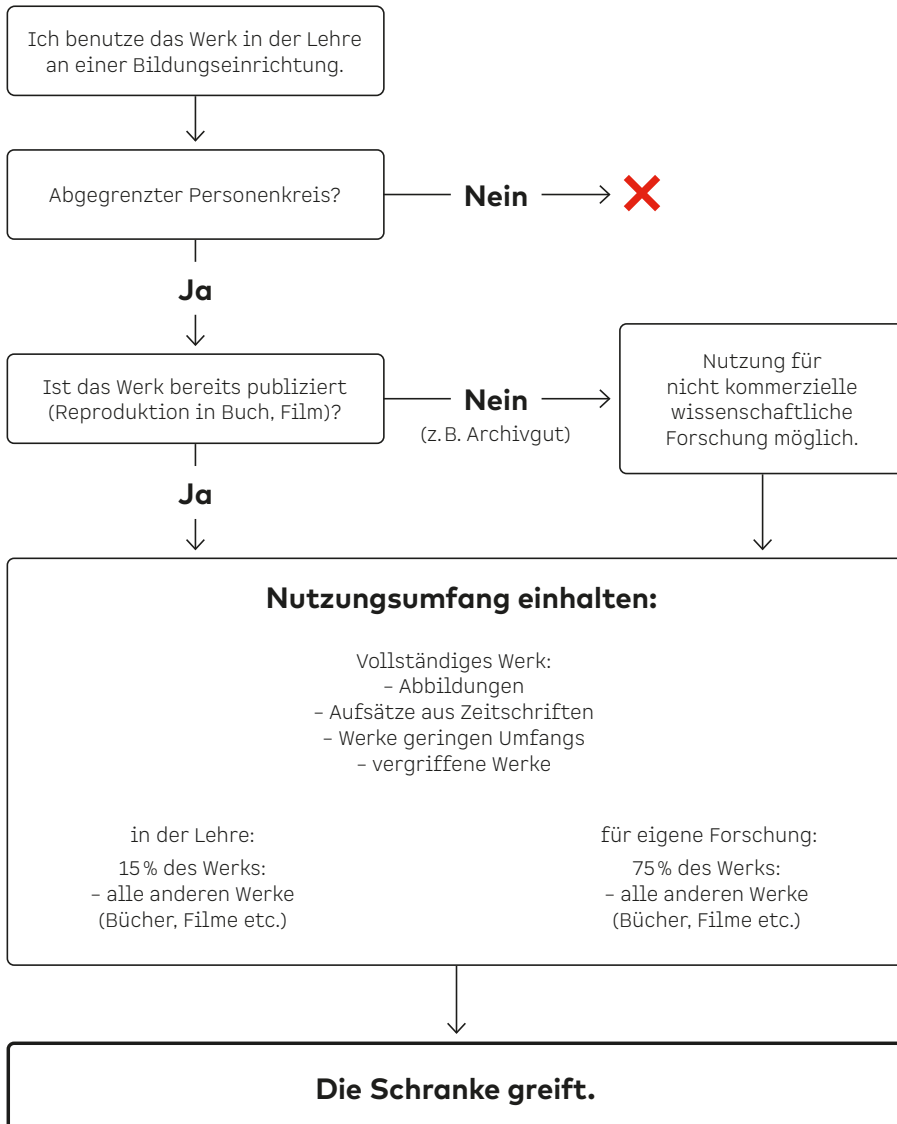 Ich benutze das Werk in der Lehre
an einer Bildungseinrichtung.
Abgegrenzter Personenkreis?
Nein
Ja
Ist das Werk bereits publiziert
(Reproduktion in Buch, Film)?
Nein
(z. B. Archivgut)
Nutzung für
nicht kommerzielle
wissenschaftliche
Forschung möglich.
Ja
Nutzungsumfang einhalten:
Vollständiges Werk:
– Abbildungen
– Aufsätze aus Zeitschriften
– Werke geringen Umfangs
– vergriffene Werke
in der Lehre:
15 % des Werks:
– alle anderen Werke
(Bücher, Filme etc.)
für eigene Forschung:
75 % des Werks:
– alle anderen Werke
(Bücher, Filme etc.)
Die Schranke greift.